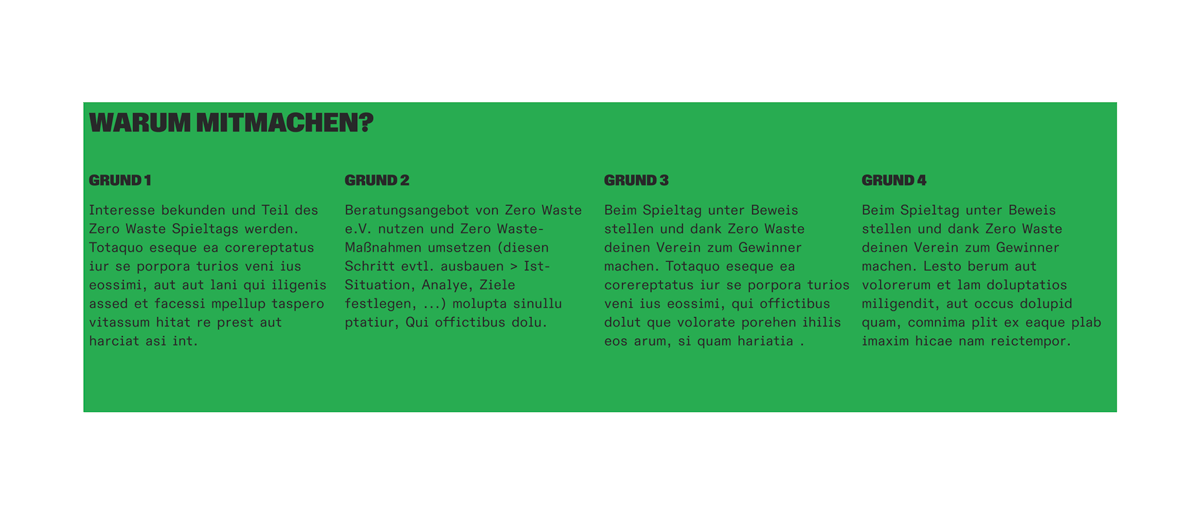 WARUM MITMACHEN?
GRUND 1
Interesse bekunden und Teil des
Zero Waste Spieltags werden.
Totaquo eseque ea corereptatus
iur se porpora turios veni ius
eossimi, aut aut lani qui iligenis
assed et facessi mpellup taspero
vitassum hitat re prest aut
harciat asi int.
GRUND 2
Beratungsangebot von Zero Waste
e.V. nutzen und Zero Waste-
Maßnahmen umsetzen (diesen
Schritt evtl. ausbauen > Ist-
Situation, Analye, Ziele
festlegen, ...) molupta sinullu
ptatiur, Qui offictibus dolu.
GRUND 3
Beim Spieltag unter Beweis
stellen und dank Zero Waste
deinen Verein zum Gewinner
machen. Totaquo eseque ea
corereptatus iur se porpora turios
veni ius eossimi, qui offictibus
dolut que volorate porehen ihilis
eos arum, si quam hariatia .
GRUND 4
Beim Spieltag unter Beweis
stellen und dank Zero Waste
deinen Verein zum Gewinner
machen. Lesto berum aut
volorerum et lam doluptatios
miligendit, aut occus dolupid
quam, comnima plit ex eaque plab
imaxim hicae nam reictempor.